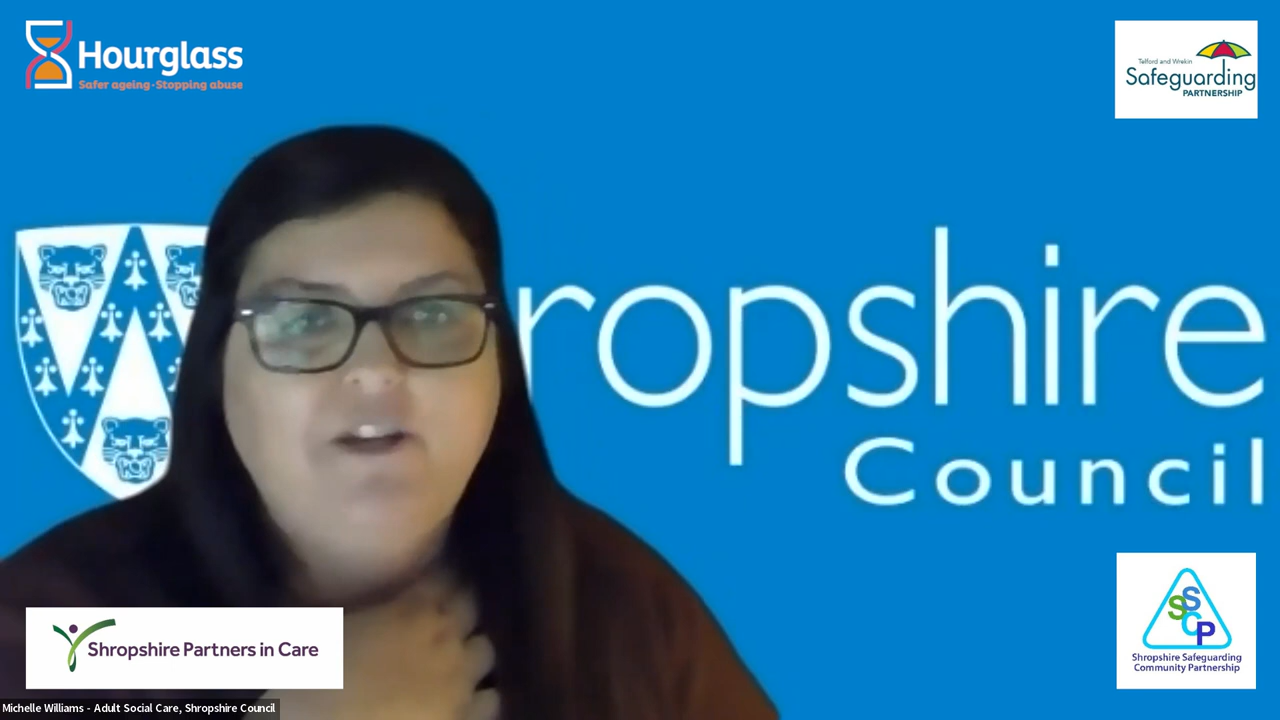 Hourglass
Safer ageing·Stopping abuse
Telford and Wrekin
Safeguarding
PARTNERSHIP
ropshire
Council
Shropshire Partners in Care
SSCP
Shropshire Safeguarding
Community Partnership
Michelle Williams - Adult Social Care, Shropshire Council